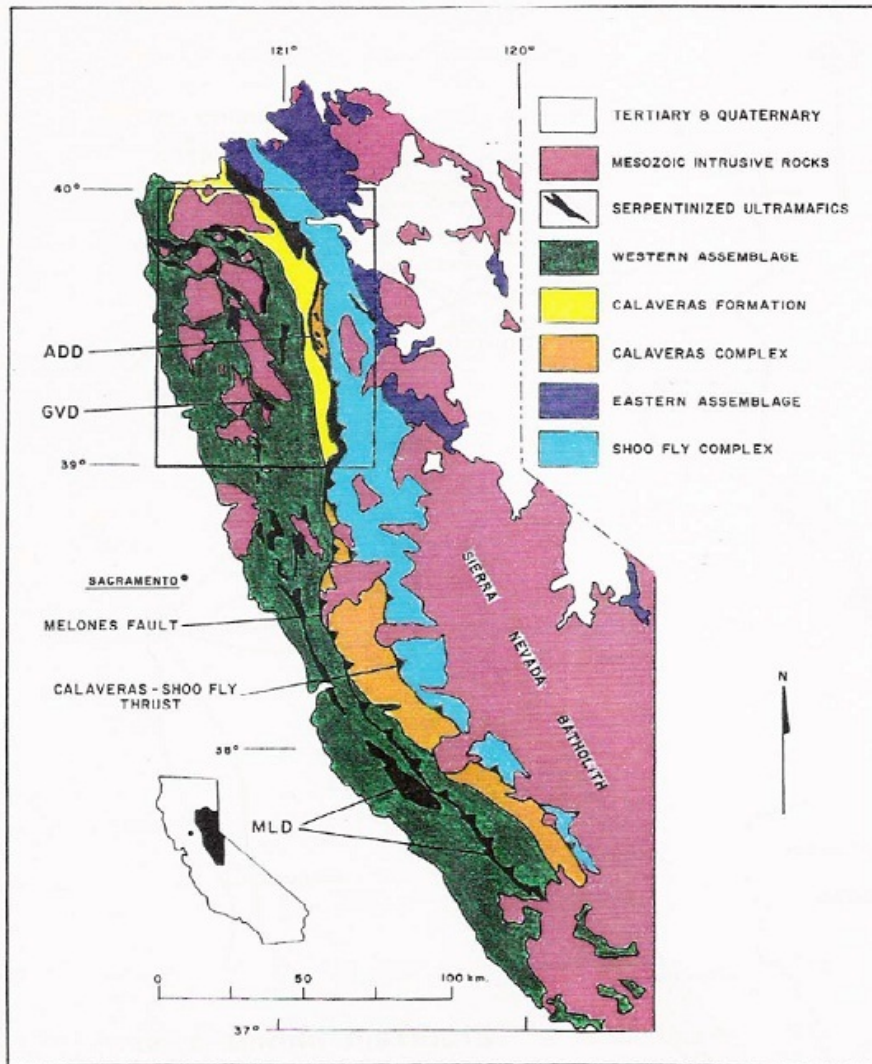 121°
120°
TERTIARY & QUATERNARY
MESOZOIC INTRUSIVE ROCKS
40°
SERPENTINIZED ULTRAMAFICS
WESTERN ASSEMBLAGE
CALAVERAS FORMATION
ADD
CALAVERAS COMPLEX
GVD
EASTERN ASSEMBLAGE
SHOO FLY COMPLEX
39°
SIERRA
SACRAMENTO
MELONES FAULT
NEVADA
CALAVERAS - SHOO FLY
THRUST
N
BATHOLITH
38°
MLD
0 50 100 km.
37°